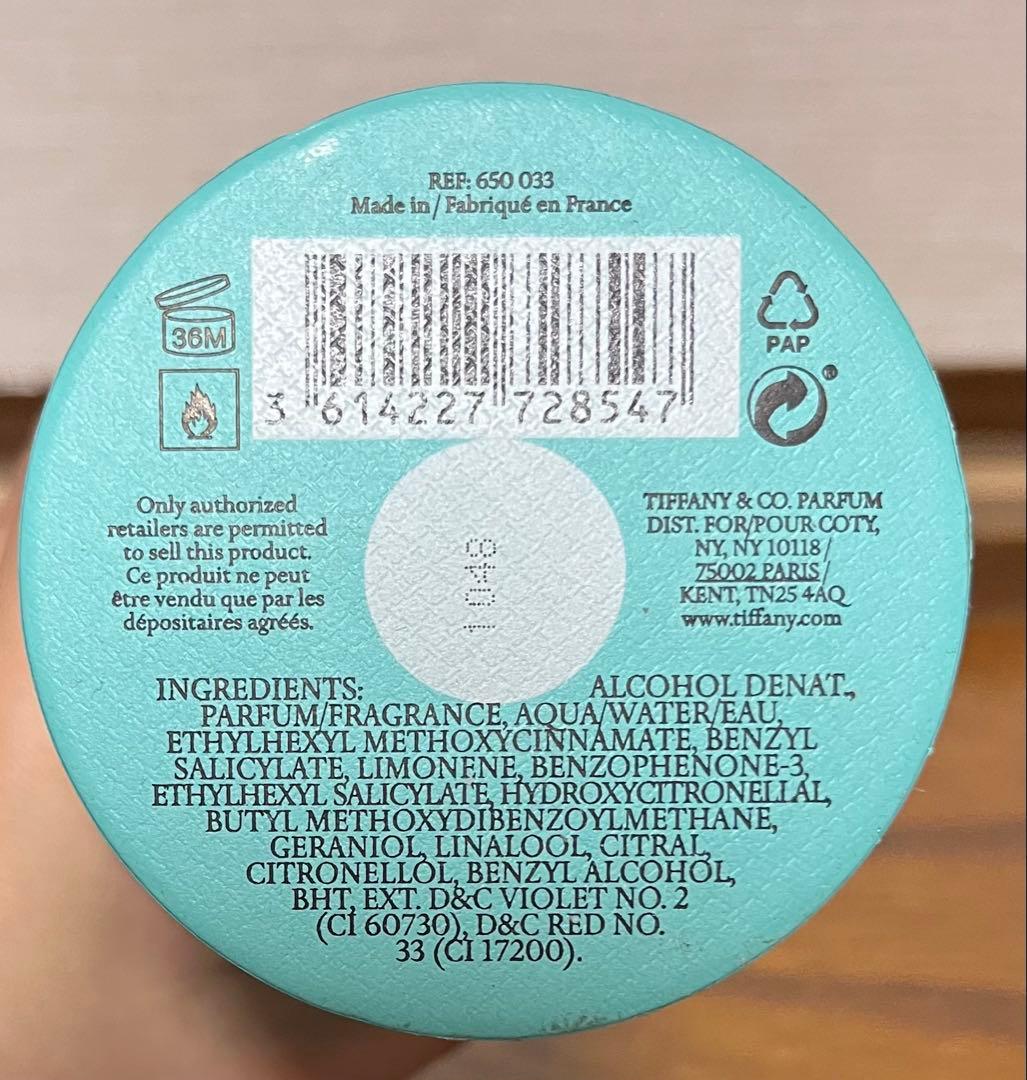 REF: 650 033
Made in / Fabriqué en France
36M
3 614227 728547
PAP
®
Only authorized
retailers are permitted
to sell this product.
Ce produit ne peut
être vendu que par les
dépositaires agréés.
TIFFANY & CO. PARFUM
DIST. FOR/POUR COTY,
NY, NY 10118 /
75002 PARIS /
KENT, TN25 4AQ
www.tiffany.com
INGREDIENTS: ALCOHOL DENAT.,
PARFUM/FRAGRANCE, AQUA/WATER/EAU,
ETHYLHEXYL METHOXYCINNAMATE, BENZYL
SALICYLATE, LIMONENE, BENZOPHENONE-3,
ETHYLHEXYL SALICYLATE, HYDROXYCITRONELLAL,
BUTYL METHOXYDIBENZOYLMETHANE,
GERANIOL, LINALOOL, CITRAL,
CITRONELLOL, BENZYL ALCOHOL,
BHT, EXT. D&C VIOLET NO. 2
(CI 60730), D&C RED NO.
33 (CI 17200).